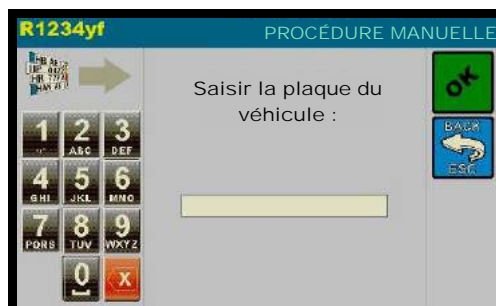 R1234yf
PROCÉDURE MANUELLE
Saisir la plaque du
véhicule :
OK
BACK
ESC
1 2 3
ABC DEF
4 5 6
GHI JKL MNO
7 8 9
PQRS TUV WXYZ
0 X